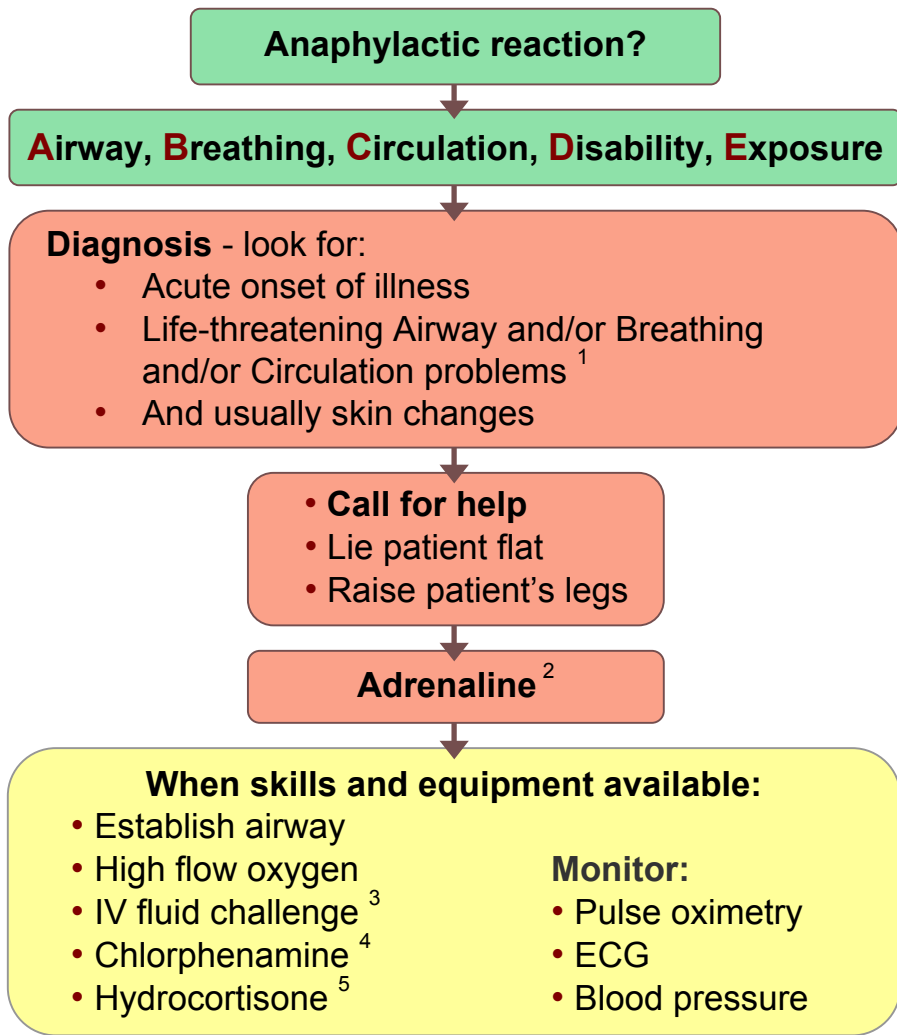 Anaphylactic reaction?
Airway, Breathing, Circulation, Disability, Exposure
Diagnosis - look for:
• Acute onset of illness
• Life-threatening Airway and/or Breathing
and/or Circulation problems 1
• And usually skin changes
• Call for help
• Lie patient flat
• Raise patient's legs
Adrenaline 2
When skills and equipment available:
• Establish airway
• High flow oxygen
• IV fluid challenge 3
• Chlorphenamine 4
• Hydrocortisone 5
Monitor:
• Pulse oximetry
• ECG
• Blood pressure